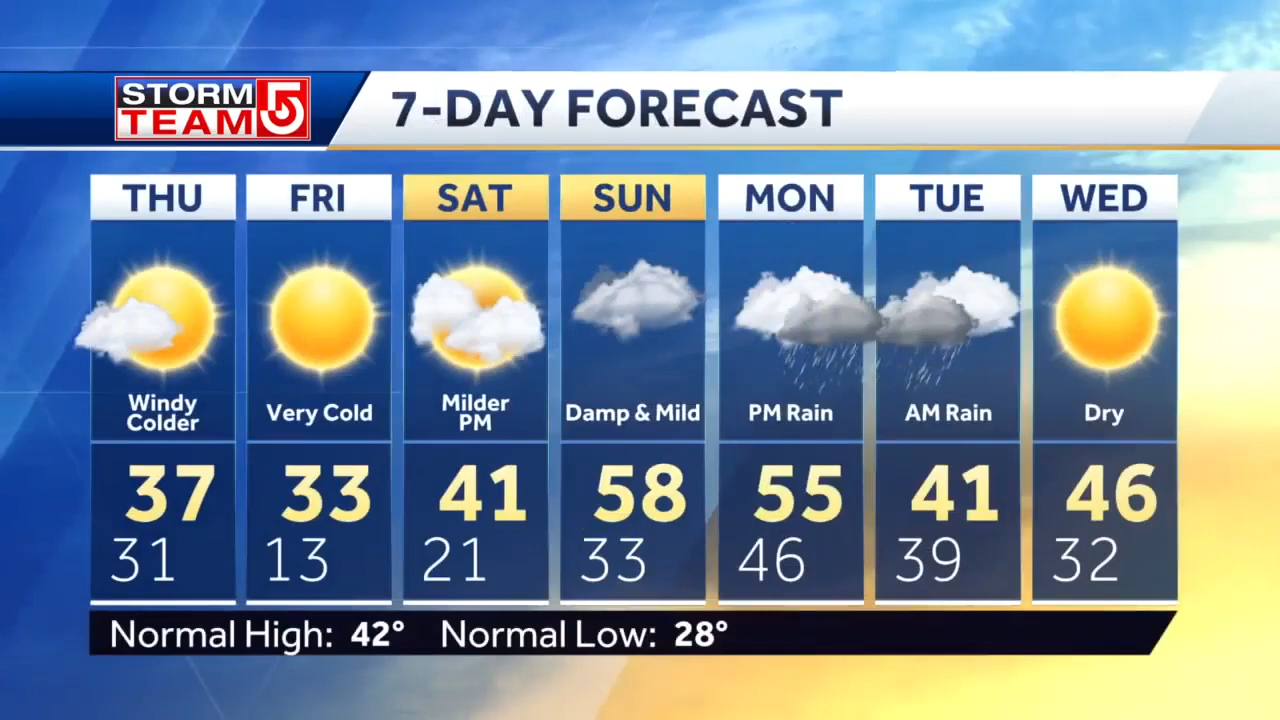 STORM
TEAM 5
7-DAY FORECAST
THU
FRI
SAT
SUN
MON
TUE
WED
Windy
Colder
Very Cold
Milder
PM
Damp & Mild
PM Rain
AM Rain
Dry
37
33
41
58
55
41
46
31
13
21
33
46
39
32
Normal High: 42° Normal Low: 28°